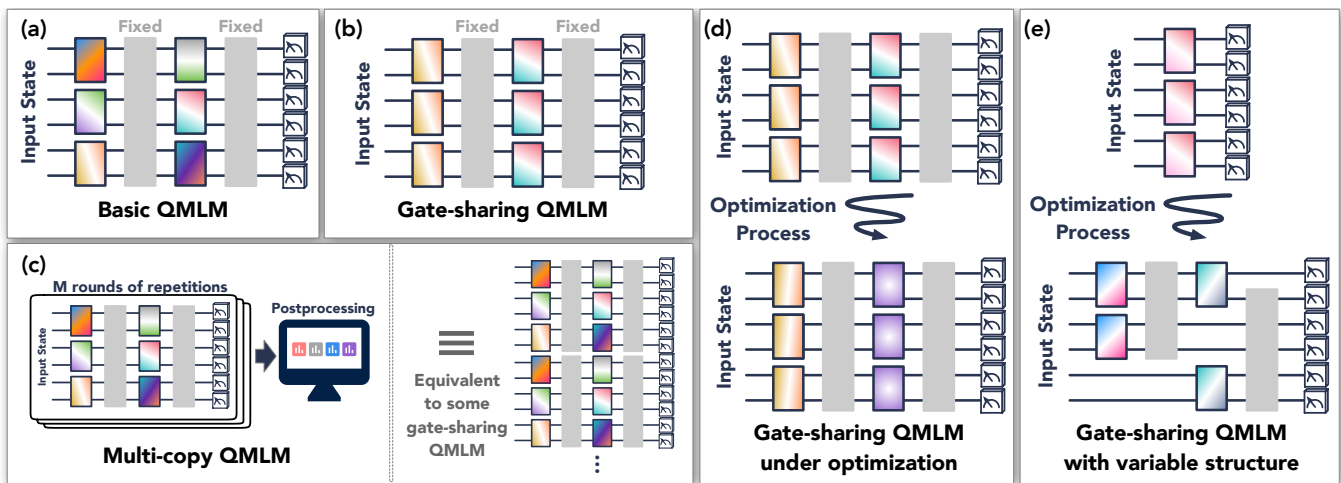 (a)
Fixed Fixed
Input State
Basic QMLM
(b)
Fixed Fixed
Input State
Gate-sharing QMLM
(c)
M rounds of repetitions
Input State
Postprocessing
Multi-copy QMLM
Equivalent
to some
gate-sharing
QMLM
(d)
Input State
Optimization
Process
Input State
Gate-sharing QMLM
under optimization
(e)
Input State
Optimization
Process
Input State
Gate-sharing QMLM
with variable structure